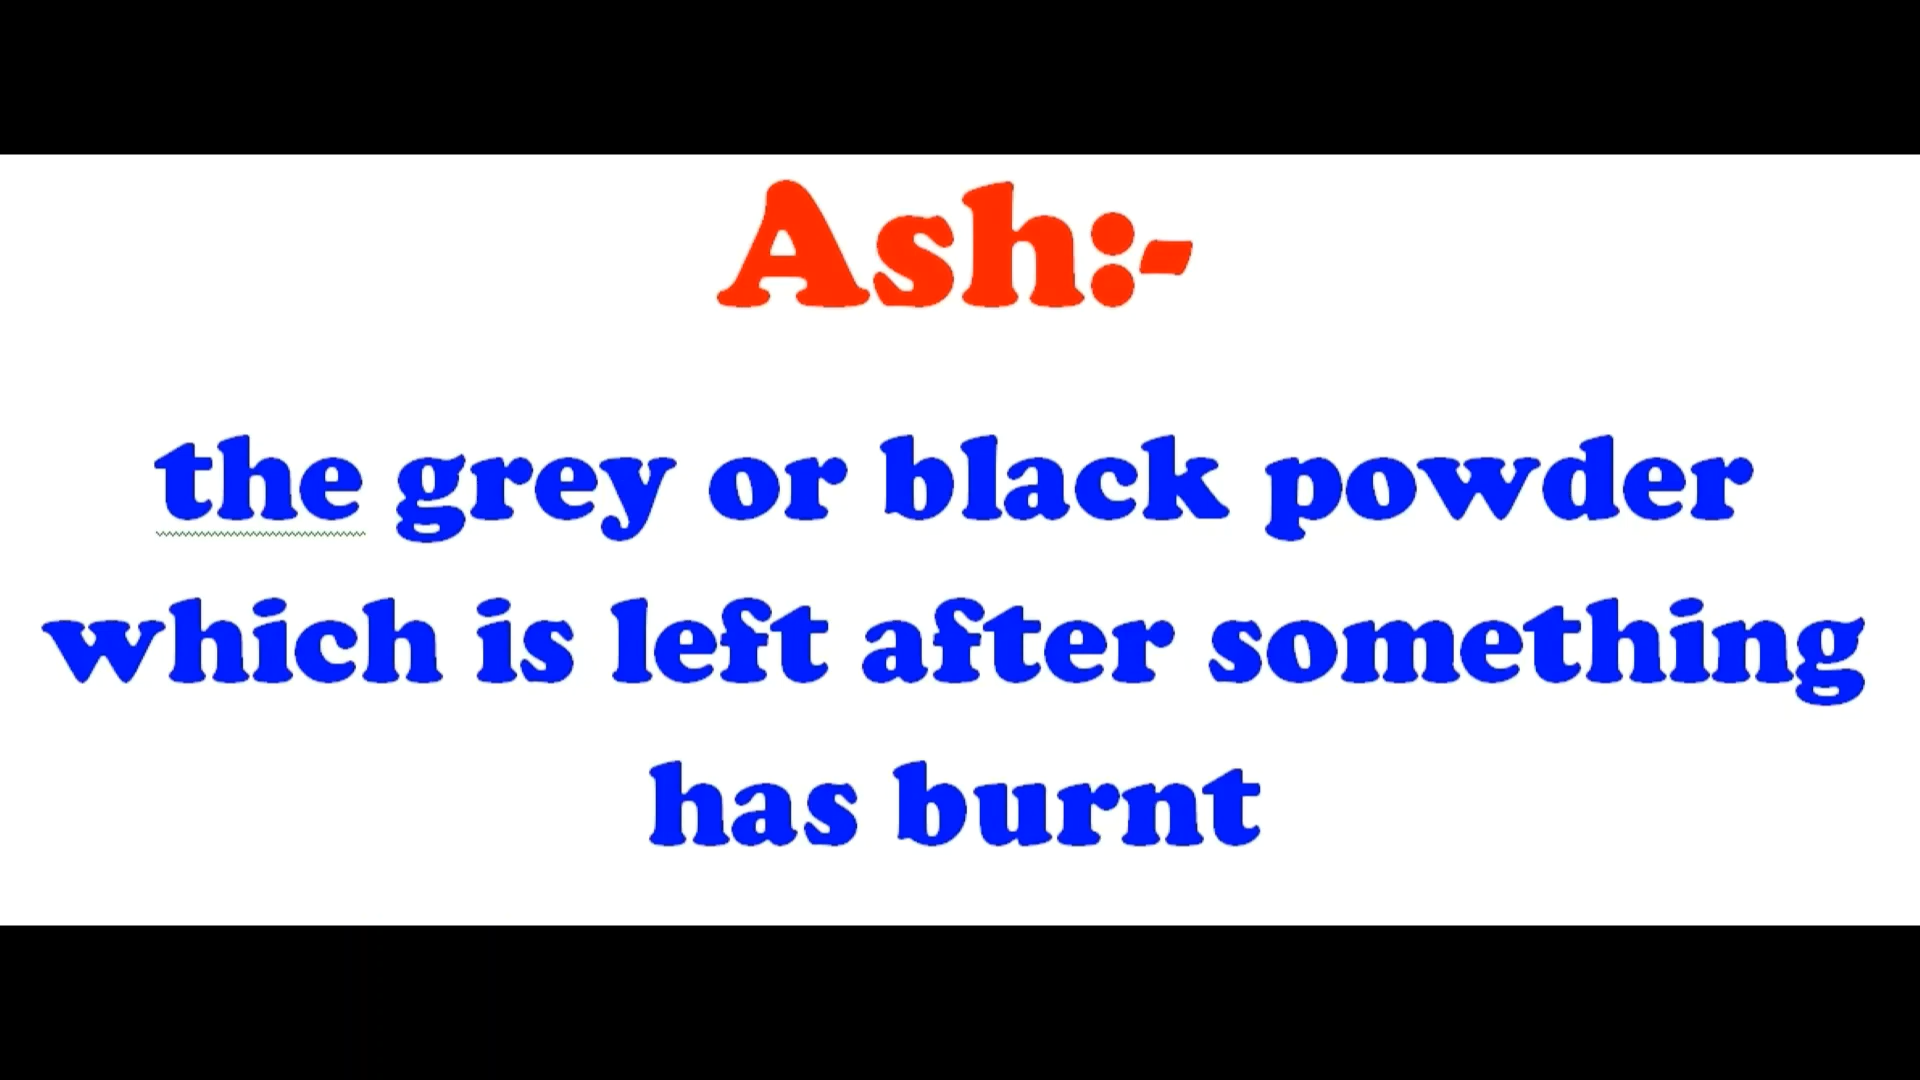 Ash:-
the grey or black powder
which is left after something
has burnt